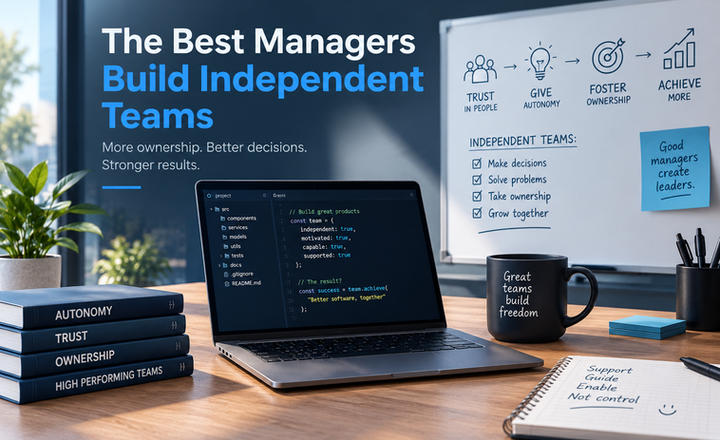 The Best Managers
Build Independent
Teams
More ownership. Better decisions.
Stronger results.
TRUST
IN PEOPLE
GIVE
AUTONOMY
FOSTER
OWNERSHIP
ACHIEVE
MORE
INDEPENDENT TEAMS:
Make decisions
Solve problems
Take ownership
Grow together
Good
managers
create
leaders.
project
src
components
services
models
utils
tests
docs
.gitignore
README.md
// Build great products
const team = {
independent: true,
motivated: true,
capable: true,
supported: true
};
// The result?
const success = team.achieve(
"Better software, together"
);
Great
teams
build
freedom
AUTONOMY
TRUST
OWNERSHIP
HIGH PERFORMING TEAMS
Support
Guide
Enable
Not control